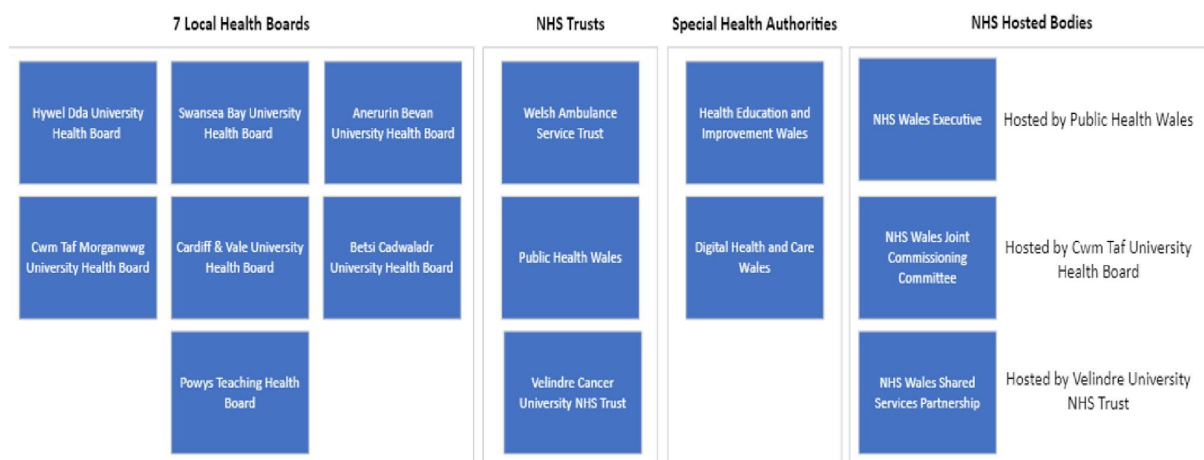 7 Local Health Boards
NHS Trusts
Special Health Authorities
NHS Hosted Bodies
Hywel Dda University
Health Board
Swansea Bay University
Health Board
Anerurin Bevan
University Health Board
Cwm Taf Morganwwg
University Health Board
Cardiff & Vale University
Health Board
Betsi Cadwaladr
University Health Board
Powys Teaching Health
Board
Welsh Ambulance
Service Trust
Public Health Wales
Velindre Cancer
University NHS Trust
Health Education and
Improvement Wales
Digital Health and Care
Wales
NHS Wales Executive
Hosted by Public Health Wales
NHS Wales Joint
Commissioning
Committee
Hosted by Cwm Taf University
Health Board
NHS Wales Shared
Services Partnership
Hosted by Velindre University
NHS Trust